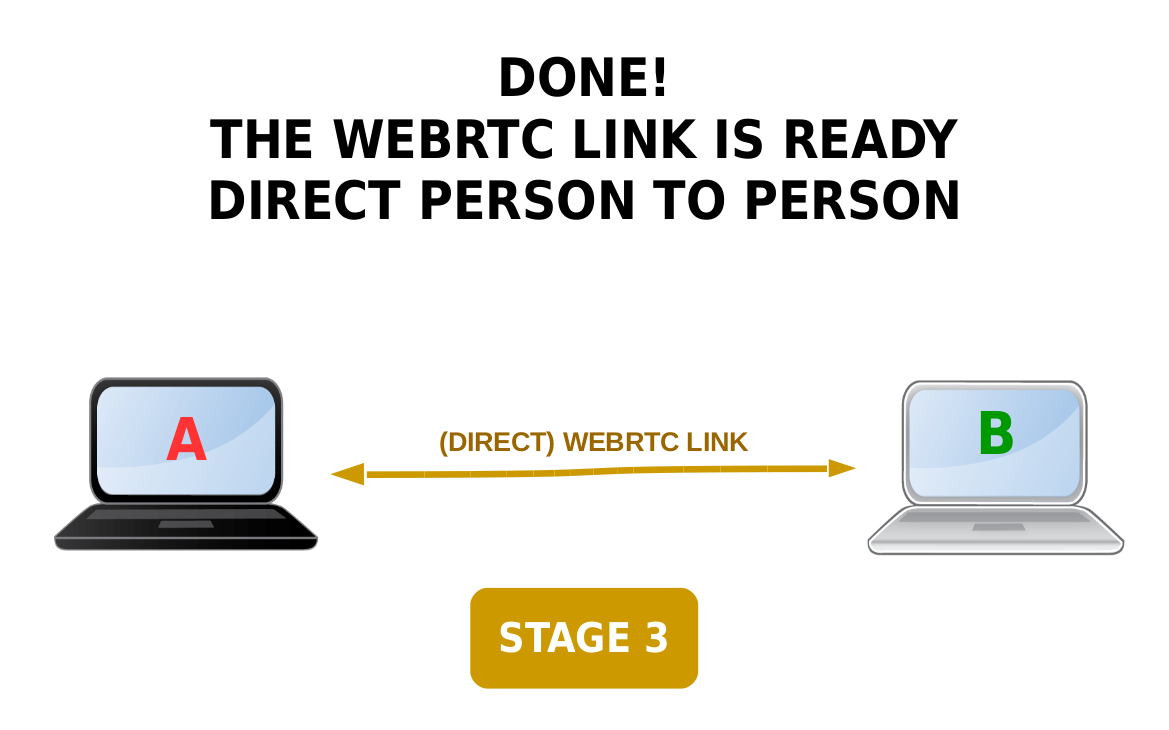 DONE!
THE WEBRTC LINK IS READY
DIRECT PERSON TO PERSON
A
(DIRECT) WEBRTC LINK
B
STAGE 3